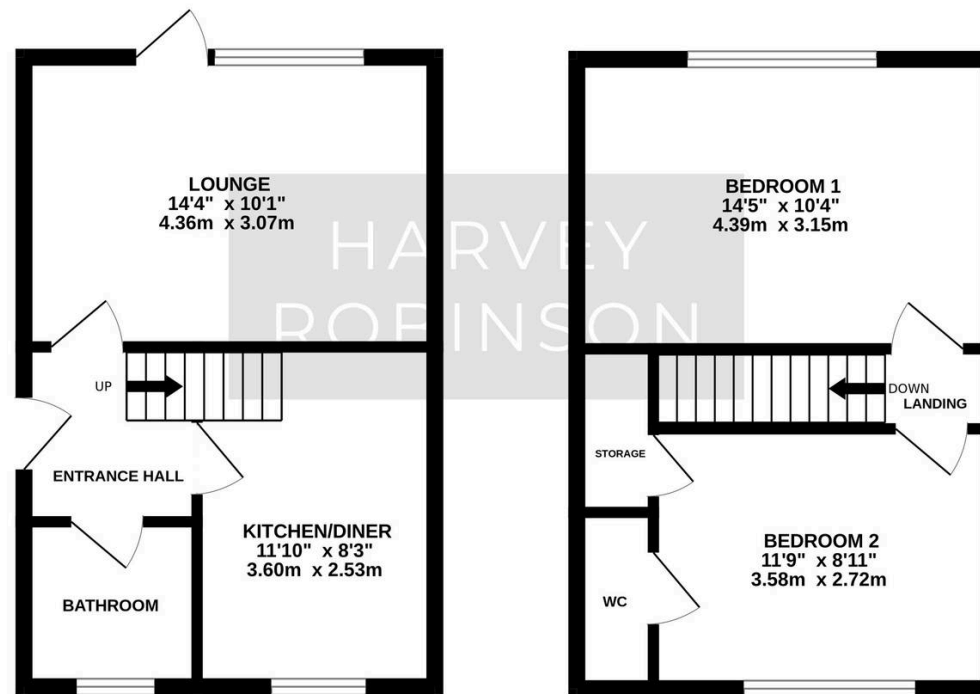 LOUNGE
14'4" x 10'1"
4.36m x 3.07m
UP
ENTRANCE HALL
KITCHEN/DINER
11'10" x 8'3"
3.60m x 2.53m
BATHROOM
HARVEY
ROBINSON
BEDROOM 1
14'5" x 10'4"
4.39m x 3.15m
DOWN
LANDING
STORAGE
BEDROOM 2
11'9" x 8'11"
3.58m x 2.72m
WC